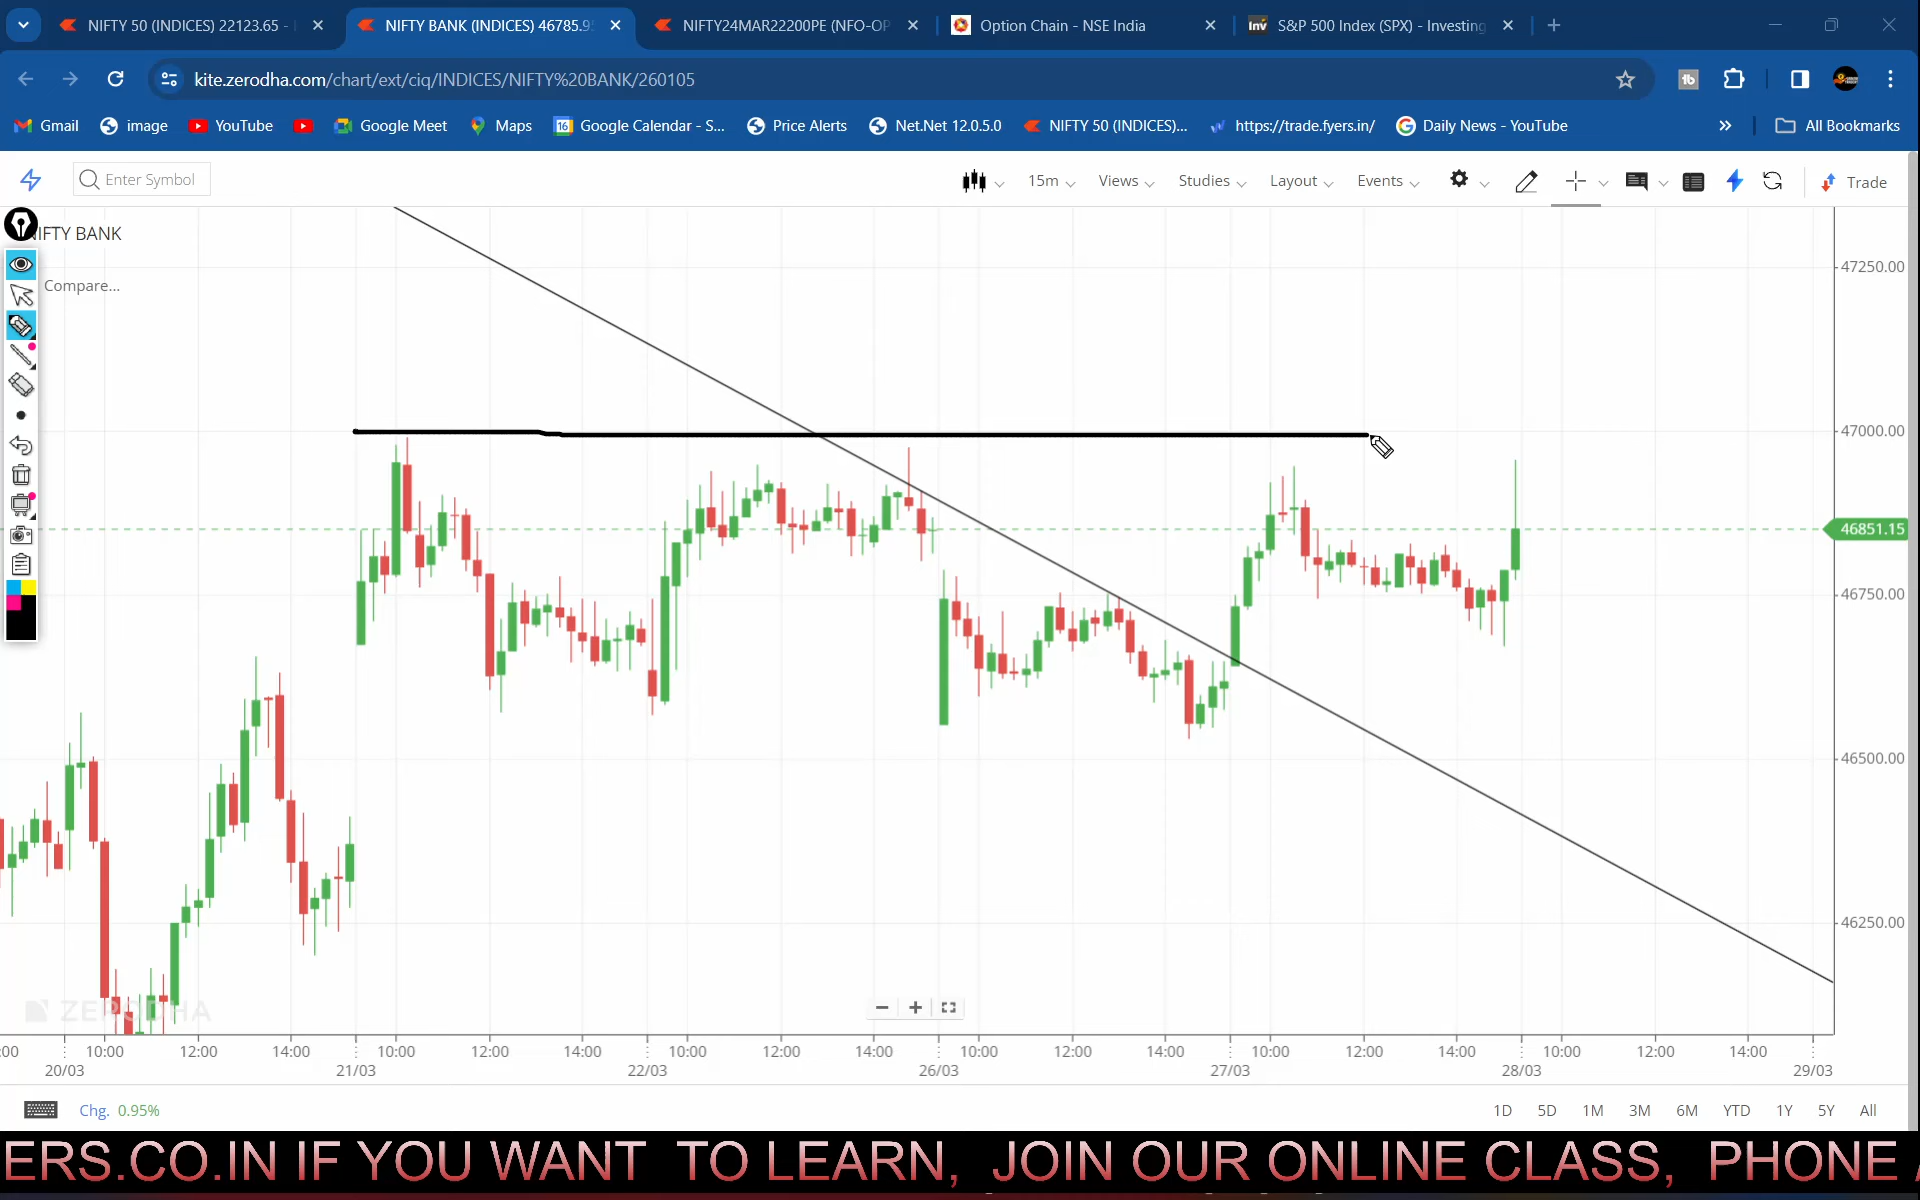 NIFTY 50 (INDICES) 22123.65 -
NIFTY BANK (INDICES) 46785.95
NIFTY24MAR22200PE (NFO-OP
Option Chain - NSE India
Inv S&P 500 Index (SPX) - Investing
kite.zerodha.com/chart/ext/ciq/INDICES/NIFTY%20BANK/260105
Gmail image YouTube Google Meet Maps 16 Google Calendar - S... Price Alerts Net.Net 12.0.5.0 NIFTY 50 (INDICES)... https://trade.fyers.in/ Daily News - YouTube All Bookmarks
Enter Symbol 15m Views Studies Layout Events Trade
NIFTY BANK
Compare...
47250.00
47000.00
46851.15
46750.00
46500.00
46250.00
ZERODHA
:00 10:00 12:00 14:00 10:00 12:00 14:00 10:00 12:00 14:00 10:00 12:00 14:00 10:00 12:00 14:00 10:00 12:00 14:00
20/03 21/03 22/03 26/03 27/03 28/03 29/03
Chg. 0.95% 1D 5D 1M 3M 6M YTD 1Y 5Y All
ERS.CO.IN IF YOU WANT TO LEARN, JOIN OUR ONLINE CLASS, PHONE